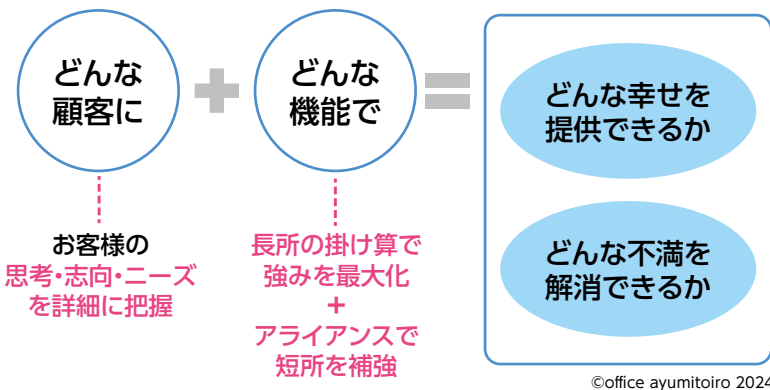 どんな
顧客に
+
どんな
機能で
=
どんな幸せを
提供できるか
どんな不満を
解消できるか
お客様の
思考・志向・ニーズ
を詳細に把握
長所の掛け算で
強みを最大化
+
アライアンスで
短所を補強
©office ayumitoiro 2024